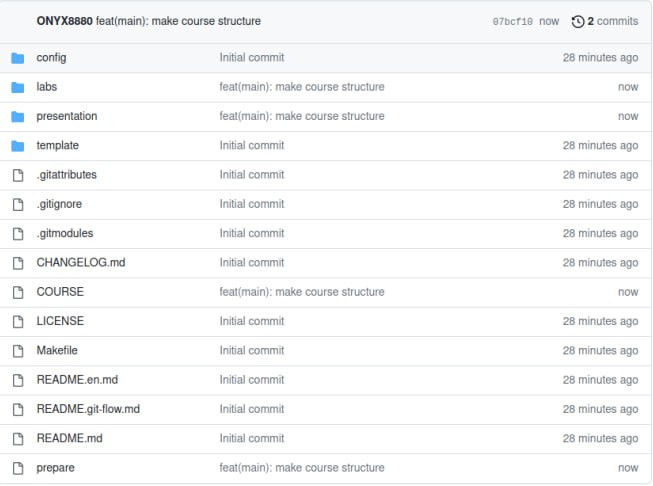 ONYX8880 feat(main): make course structure 07bcf10 now 2 commits
config Initial commit 28 minutes ago
labs feat(main): make course structure now
presentation feat(main): make course structure now
template Initial commit 28 minutes ago
.gitattributes Initial commit 28 minutes ago
.gitignore Initial commit 28 minutes ago
.gitmodules Initial commit 28 minutes ago
CHANGELOG.md Initial commit 28 minutes ago
COURSE feat(main): make course structure now
LICENSE Initial commit 28 minutes ago
Makefile Initial commit 28 minutes ago
README.en.md Initial commit 28 minutes ago
README.git-flow.md Initial commit 28 minutes ago
README.md Initial commit 28 minutes ago
prepare feat(main): make course structure now